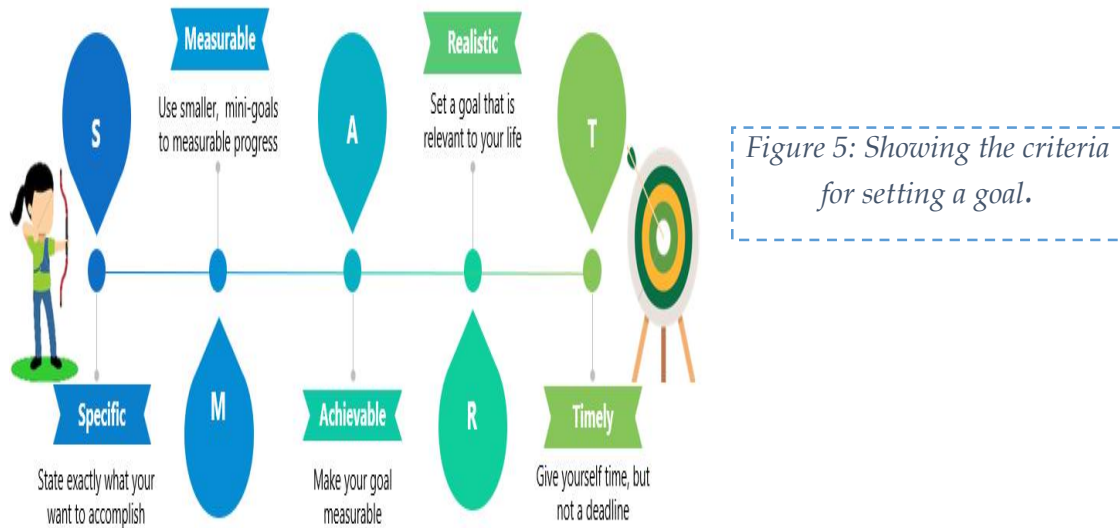 S
Measurable
Use smaller, mini-goals
to measurable progress
A
Realistic
Set a goal that is
relevant to your life
T
Specific
State exactly what your
want to accomplish
M
Achievable
Make your goal
measurable
R
Timely
Give yourself time, but
not a deadline
Figure 5: Showing the criteria
for setting a goal.